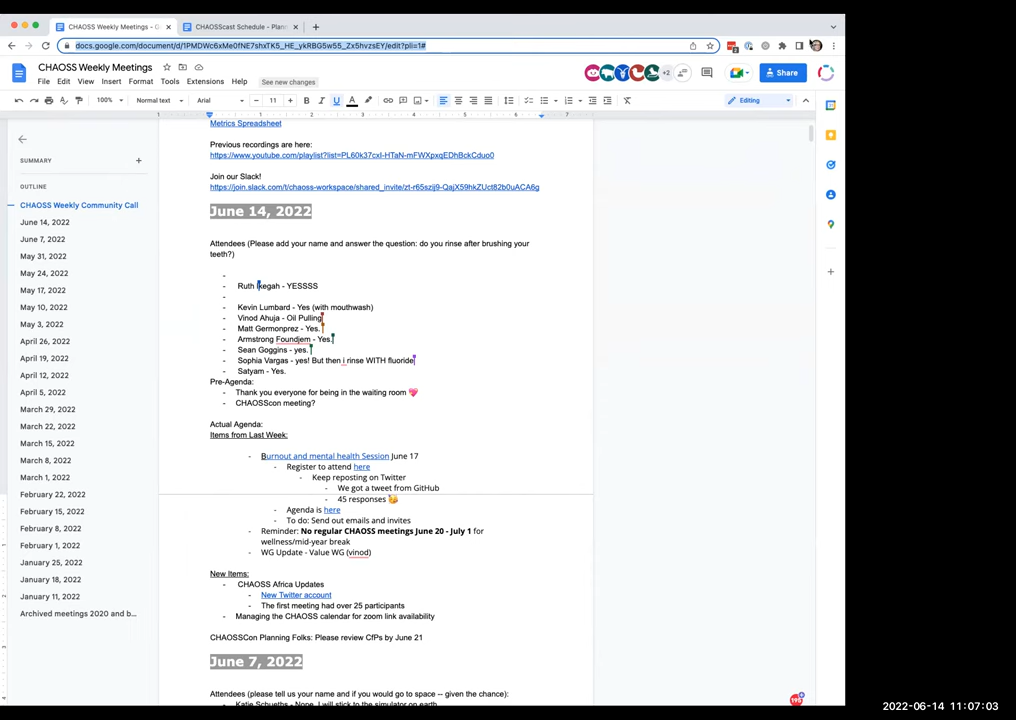 CHAOSS Weekly Meetings - G
CHAOSScast Schedule - Plann
docs.google.com/document/d/1PMDWc6xMe0fNE7shxTK5_HE_ykRBG5w55_Zx5hvzsEY/edit?pli=1#
CHAOSS Weekly Meetings
File Edit View Insert Format Tools Extensions Help See new changes
+2
Share
100% Normal text Arial 11 Editing
SUMMARY
OUTLINE
CHAOSS Weekly Community Call
June 14, 2022
June 7, 2022
May 31, 2022
May 24, 2022
May 17, 2022
May 10, 2022
May 3, 2022
April 26, 2022
April 19, 2022
April 12, 2022
April 5, 2022
March 29, 2022
March 22, 2022
March 15, 2022
March 8, 2022
March 1, 2022
February 22, 2022
February 15, 2022
February 8, 2022
February 1, 2022
January 25, 2022
January 18, 2022
January 11, 2022
Archived meetings 2020 and b...
Metrics Spreadsheet
Previous recordings are here:
https://www.youtube.com/playlist?list=PL60k37cxI-HTaN-mFWXpxqEDhBckCduo0
Join our Slack!
https://join.slack.com/t/chaoss-workspace/shared_invite/zt-r65szij9-QajX59hkZUct82b0uACA6g
June 14, 2022
Attendees (Please add your name and answer the question: do you rinse after brushing your
teeth?)
-
- Ruth Ikegah - YESSSS
-
- Kevin Lumbard - Yes (with mouthwash)
- Vinod Ahuja - Oil Pulling
- Matt Germonprez - Yes.
- Armstrong Foundjem - Yes.
- Sean Goggins - yes.
- Sophia Vargas - yes! But then i rinse WITH fluoride
- Satyam - Yes.
Pre-Agenda:
- Thank you everyone for being in the waiting room 💖
- CHAOSScon meeting?
Actual Agenda:
Items from Last Week:
- Burnout and mental health Session June 17
- Register to attend here
- Keep reposting on Twitter
- We got a tweet from GitHub
- 45 responses 🥳
- Agenda is here
- To do: Send out emails and invites
- Reminder: No regular CHAOSS meetings June 20 - July 1 for
wellness/mid-year break
- WG Update - Value WG (vinod)
New Items:
- CHAOSS Africa Updates
- New Twitter account
- The first meeting had over 25 participants
- Managing the CHAOSS calendar for zoom link availability
CHAOSSCon Planning Folks: Please review CfPs by June 21
June 7, 2022
Attendees (please tell us your name and if you would go to space -- given the chance):
- Katie Schueths - Nope, I will stick to the simulator on earth
2022-06-14 11:07:03